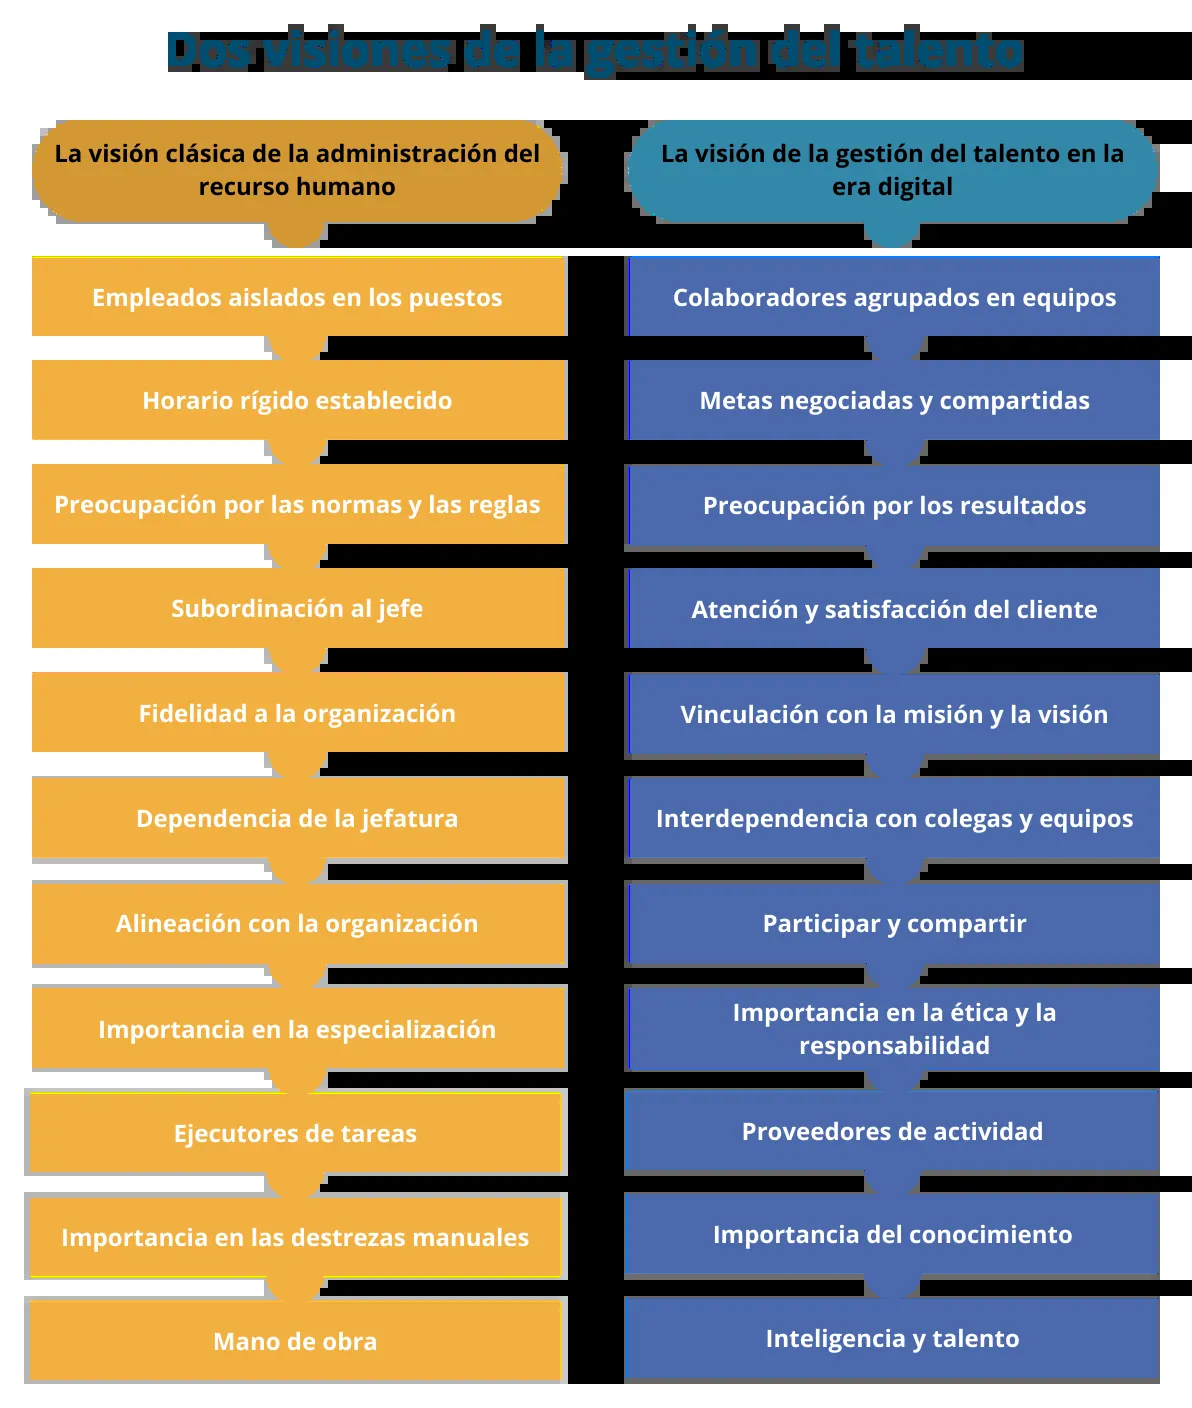 Dos visiones de la gestión del talento
La visión clásica de la administración del
recurso humano
Empleados aislados en los puestos
Horario rígido establecido
Preocupación por las normas y las reglas
Subordinación al jefe
Fidelidad a la organización
Dependencia de la jefatura
Alineación con la organización
Importancia en la especialización
Ejecutores de tareas
Importancia en las destrezas manuales
Mano de obra
La visión de la gestión del talento en la
era digital
Colaboradores agrupados en equipos
Metas negociadas y compartidas
Preocupación por los resultados
Atención y satisfacción del cliente
Vinculación con la misión y la visión
Interdependencia con colegas y equipos
Participar y compartir
Importancia en la ética y la
responsabilidad
Proveedores de actividad
Importancia del conocimiento
Inteligencia y talento